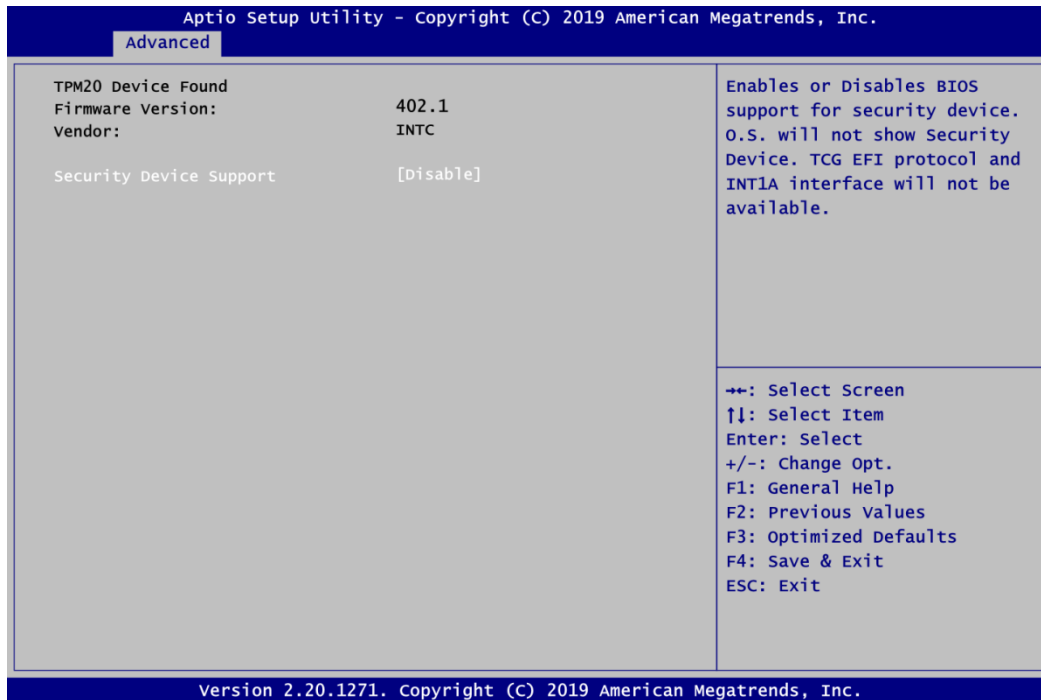 Aptio Setup Utility - Copyright (C) 2019 American Megatrends, Inc.
Advanced
TPM20 Device Found
Firmware Version: 402.1
Vendor: INTC
Security Device Support [Disable]
Enables or Disables BIOS
support for security device.
O.S. will not show Security
Device. TCG EFI protocol and
INT1A interface will not be
available.
→←: Select Screen
↑↓: Select Item
Enter: Select
+/-: Change Opt.
F1: General Help
F2: Previous Values
F3: Optimized Defaults
F4: Save & Exit
ESC: Exit
Version 2.20.1271. Copyright (C) 2019 American Megatrends, Inc.